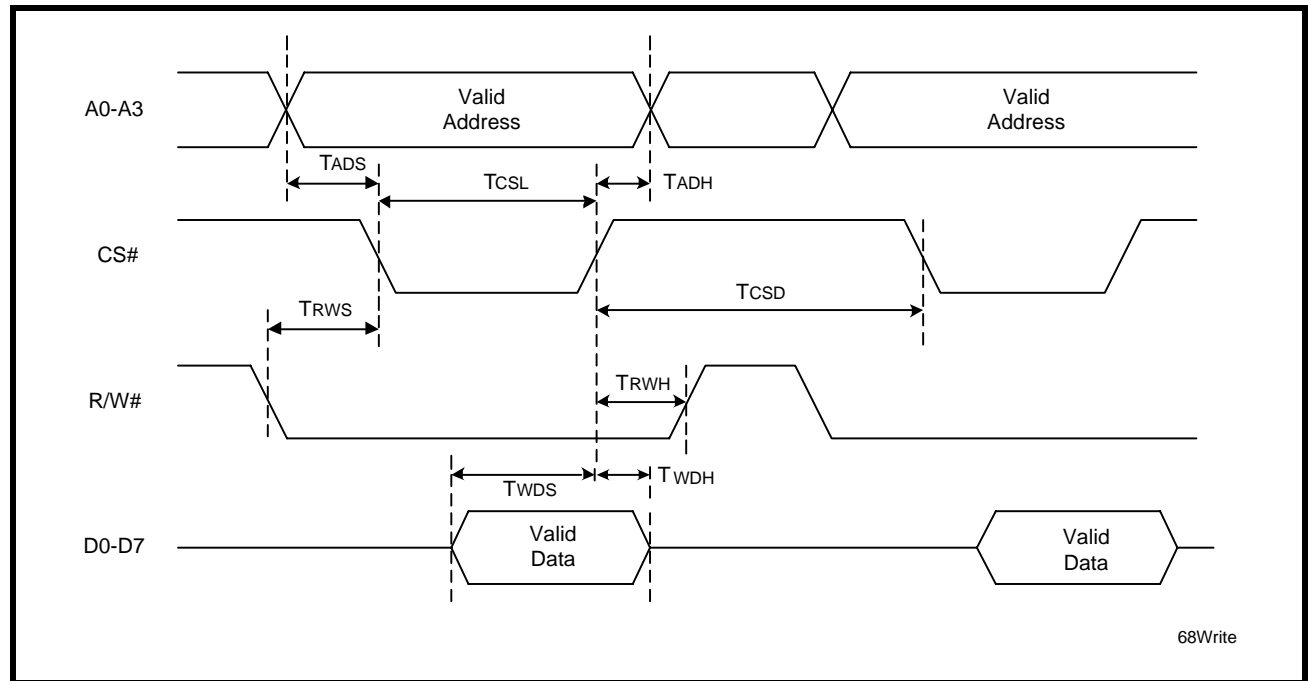 A0-A3
Valid
Address
Valid
Address
TADS
TCSL
TADH
CS#
TCSD
TRWS
TRWH
R/W#
TWDS
TWDH
D0-D7
Valid
Data
Valid
Data
68Write